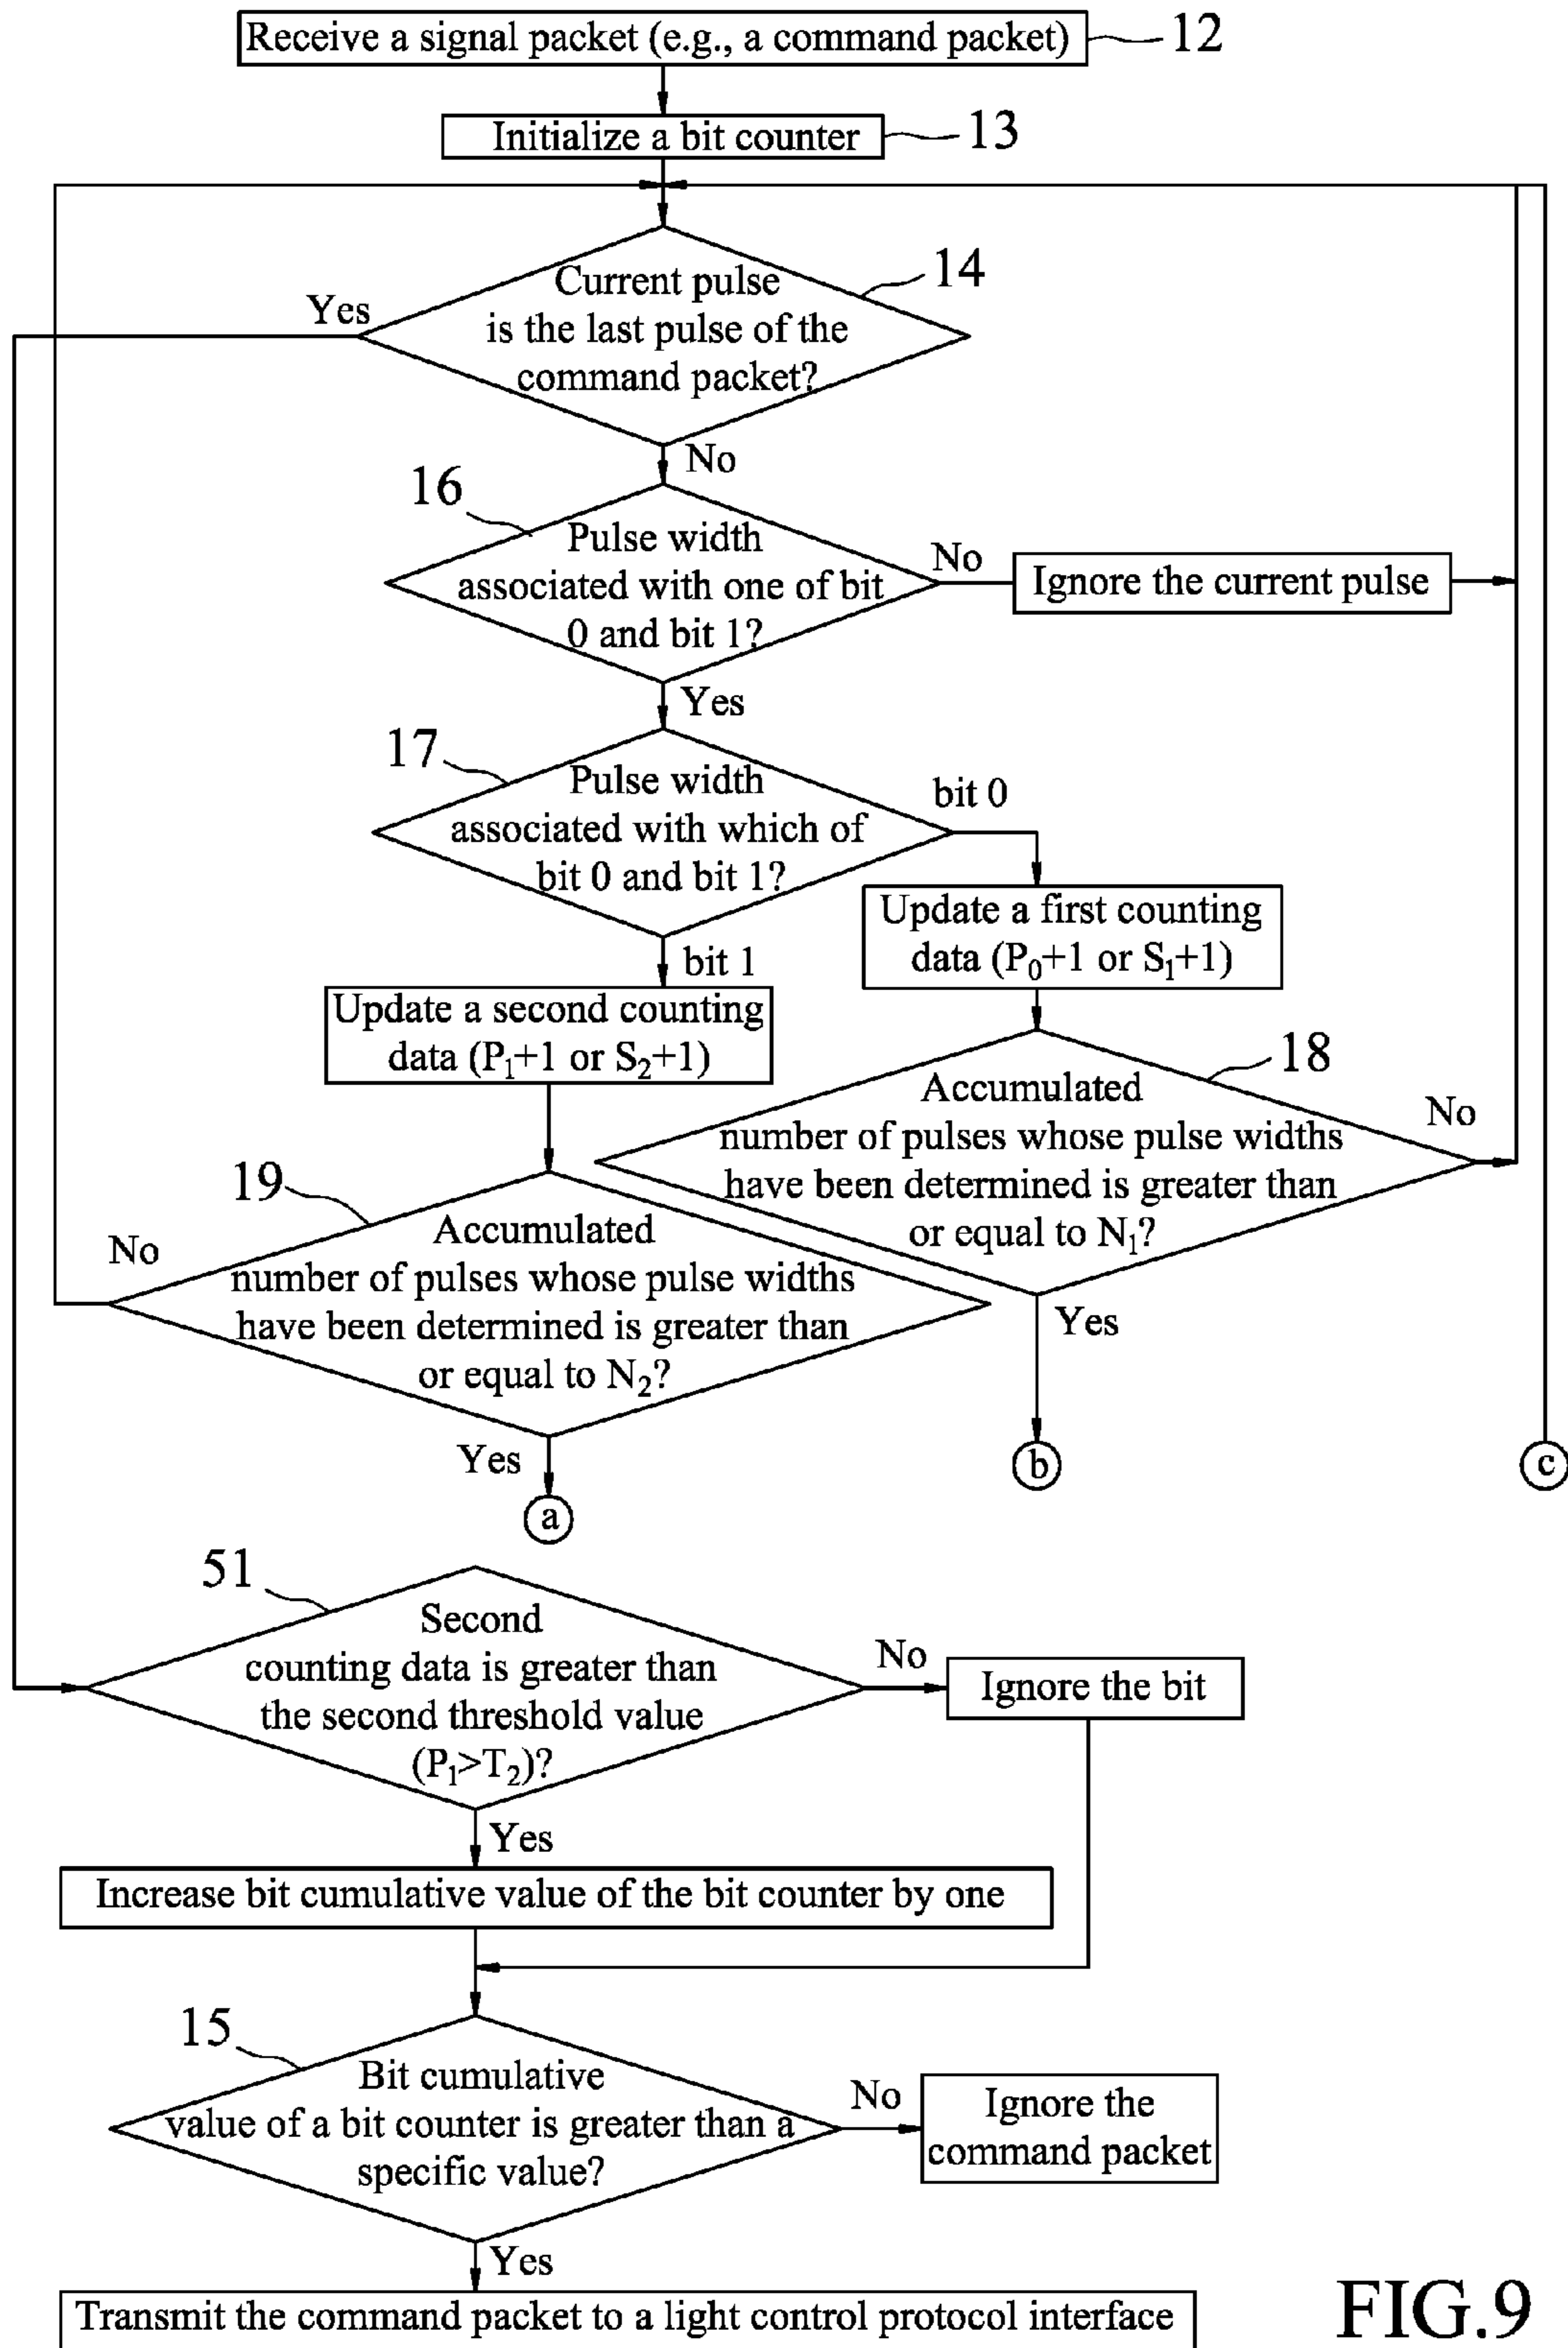 Receive a signal packet (e.g., a command packet)
12
Initialize a bit counter
13
Current pulse
is the last pulse of the
command packet?
14
Yes
No
16
Pulse width
associated with one of bit
0 and bit 1?
No
Ignore the current pulse
Yes
17
Pulse width
associated with which of
bit 0 and bit 1?
bit 0
Update a first counting
data (P₀+1 or S₁+1)
bit 1
Update a second counting
data (P₁+1 or S₂+1)
18
Accumulated
number of pulses whose pulse widths
have been determined is greater than
or equal to N₁?
No
Yes
19
Accumulated
number of pulses whose pulse widths
have been determined is greater than
or equal to N₂?
No
Yes
b
c
a
51
Second
counting data is greater than
the second threshold value
(P₁>T₂)?
No
Ignore the bit
Yes
Increase bit cumulative value of the bit counter by one
15
Bit cumulative
value of a bit counter is greater than a
specific value?
No
Ignore the
command packet
Yes
Transmit the command packet to a light control protocol interface
FIG.9